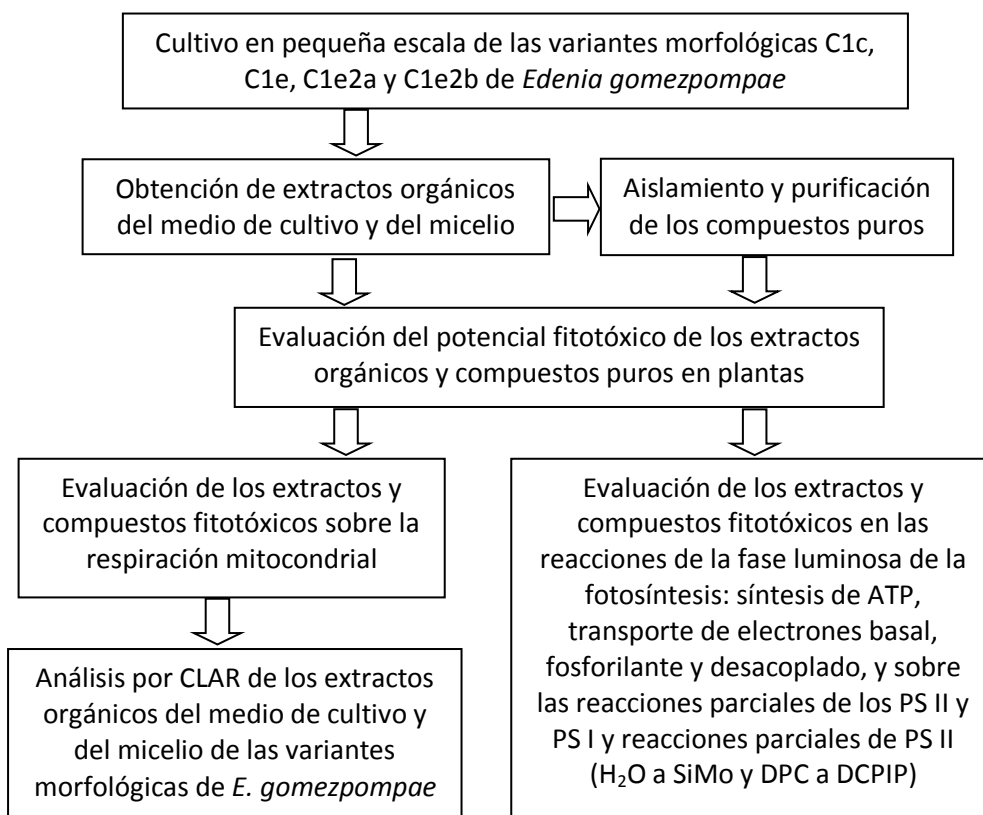 Cultivo en pequeña escala de las variantes morfológicas C1c,
C1e, C1e2a y C1e2b de Edenia gomezpompae
Obtención de extractos orgánicos
del medio de cultivo y del micelio
Aislamiento y purificación
de los compuestos puros
Evaluación del potencial fitotóxico de los extractos
orgánicos y compuestos puros en plantas
Evaluación de los extractos y
compuestos fitotóxicos sobre la
respiración mitocondrial
Evaluación de los extractos y
compuestos fitotóxicos en las
reacciones de la fase luminosa de la
fotosíntesis: síntesis de ATP,
transporte de electrones basal,
fosforilante y desacoplado, y sobre
las reacciones parciales de los PS II y
PS I y reacciones parciales de PS II
(H₂O a SiMo y DPC a DCPIP)
Análisis por CLAR de los extractos
orgánicos del medio de cultivo y
del micelio de las variantes
morfológicas de E. gomezpompae